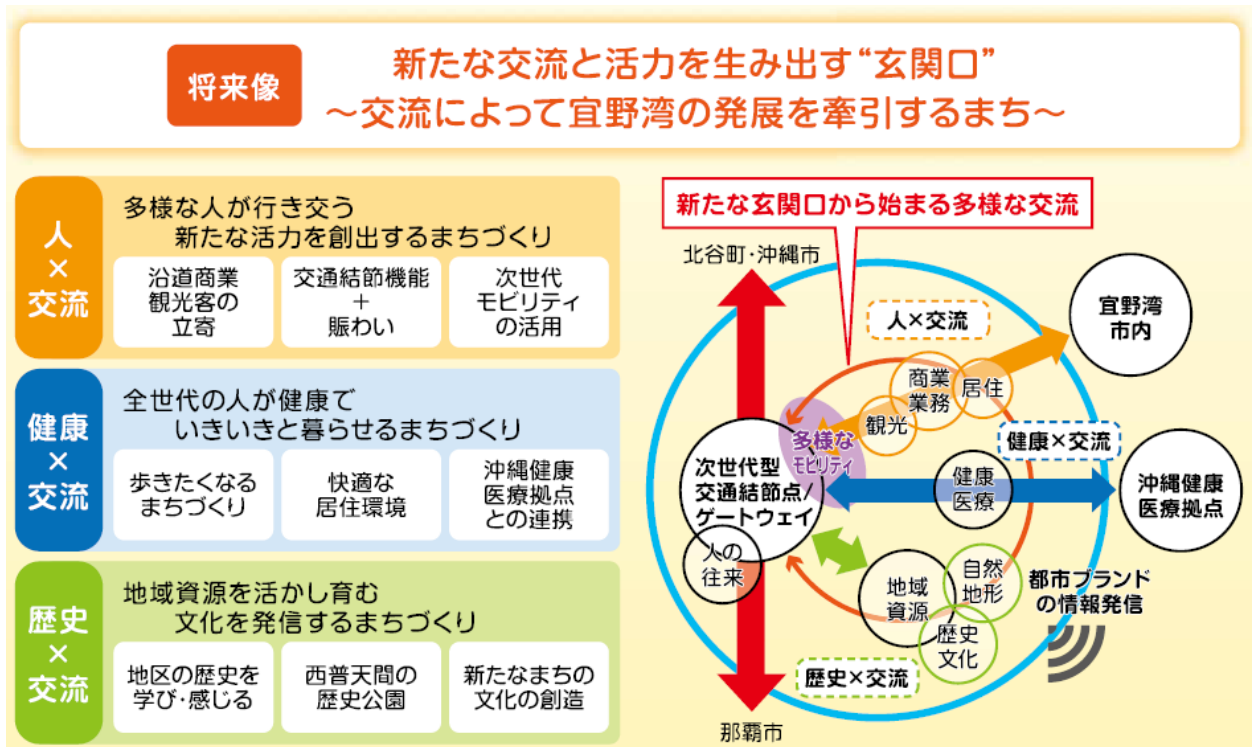 将来像
新たな交流と活力を生み出す“玄関口”
～交流によって宜野湾の発展を牽引するまち～
人
×
交流
多様な人が行き交う
新たな活力を創出するまちづくり
沿道商業
観光客の
立寄
交通結節機能
＋
賑わい
次世代
モビリティ
の活用
健康
×
交流
全世代の人が健康で
いきいきと暮らせるまちづくり
歩きたくなる
まちづくり
快適な
居住環境
沖縄健康
医療拠点
との連携
歴史
×
交流
地域資源を活かし育む
文化を発信するまちづくり
地区の歴史を
学び・感じる
西普天間の
歴史公園
新たなまちの
文化の創造
新たな玄関口から始まる多様な交流
北谷町・沖縄市
人×交流
宜野湾
市内
商業
業務
居住
観光
多様な
モビリティ
健康×交流
次世代型
交通結節点/
ゲートウェイ
健康
医療
沖縄健康
医療拠点
人の
往来
地域
資源
自然
地形
歴史
文化
都市ブランド
の情報発信
歴史×交流
那覇市